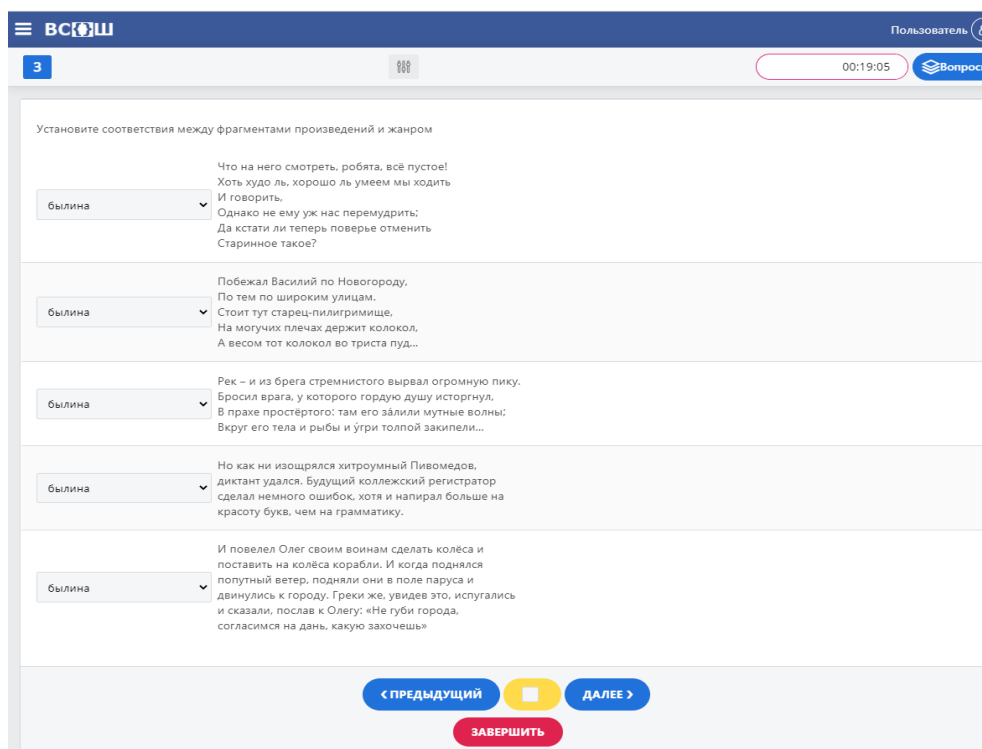 ВСОШ
Пользователь
3
00:19:05
Вопрос
Установите соответствия между фрагментами произведений и жанром
былина
Что на него смотреть, робята, всё пустое!
Хоть худо ль, хорошо ль умеем мы ходить
И говорить,
Однако не ему уж нас перемудрить;
Да кстати ли теперь поверье отменить
Старинное такое?
былина
Побежал Василий по Новогороду,
По тем по широким улицам.
Стоит тут старец-пилигримище,
На могучих плечах держит колокол,
А весом тот колокол во триста пуд...
былина
Рек – и из брега стремнистого вырвал огромную пику.
Бросил врага, у которого гордую душу исторгнул,
В прахе простёртого: там его за́лили мутные волны;
Вкруг его тела и рыбы и у́гри толпой закипели...
былина
Но как ни изощрялся хитроумный Пивомедов,
диктант удался. Будущий коллежский регистратор
сделал немного ошибок, хотя и напирал больше на
красоту букв, чем на грамматику.
былина
И повелел Олег своим воинам сделать колёса и
поставить на колёса корабли. И когда поднялся
попутный ветер, подняли они в поле паруса и
двинулись к городу. Греки же, увидев это, испугались
и сказали, послав к Олегу: «Не губи города,
согласимся на дань, какую захочешь»
ПРЕДЫДУЩИЙ
ДАЛЕЕ
ЗАВЕРШИТЬ